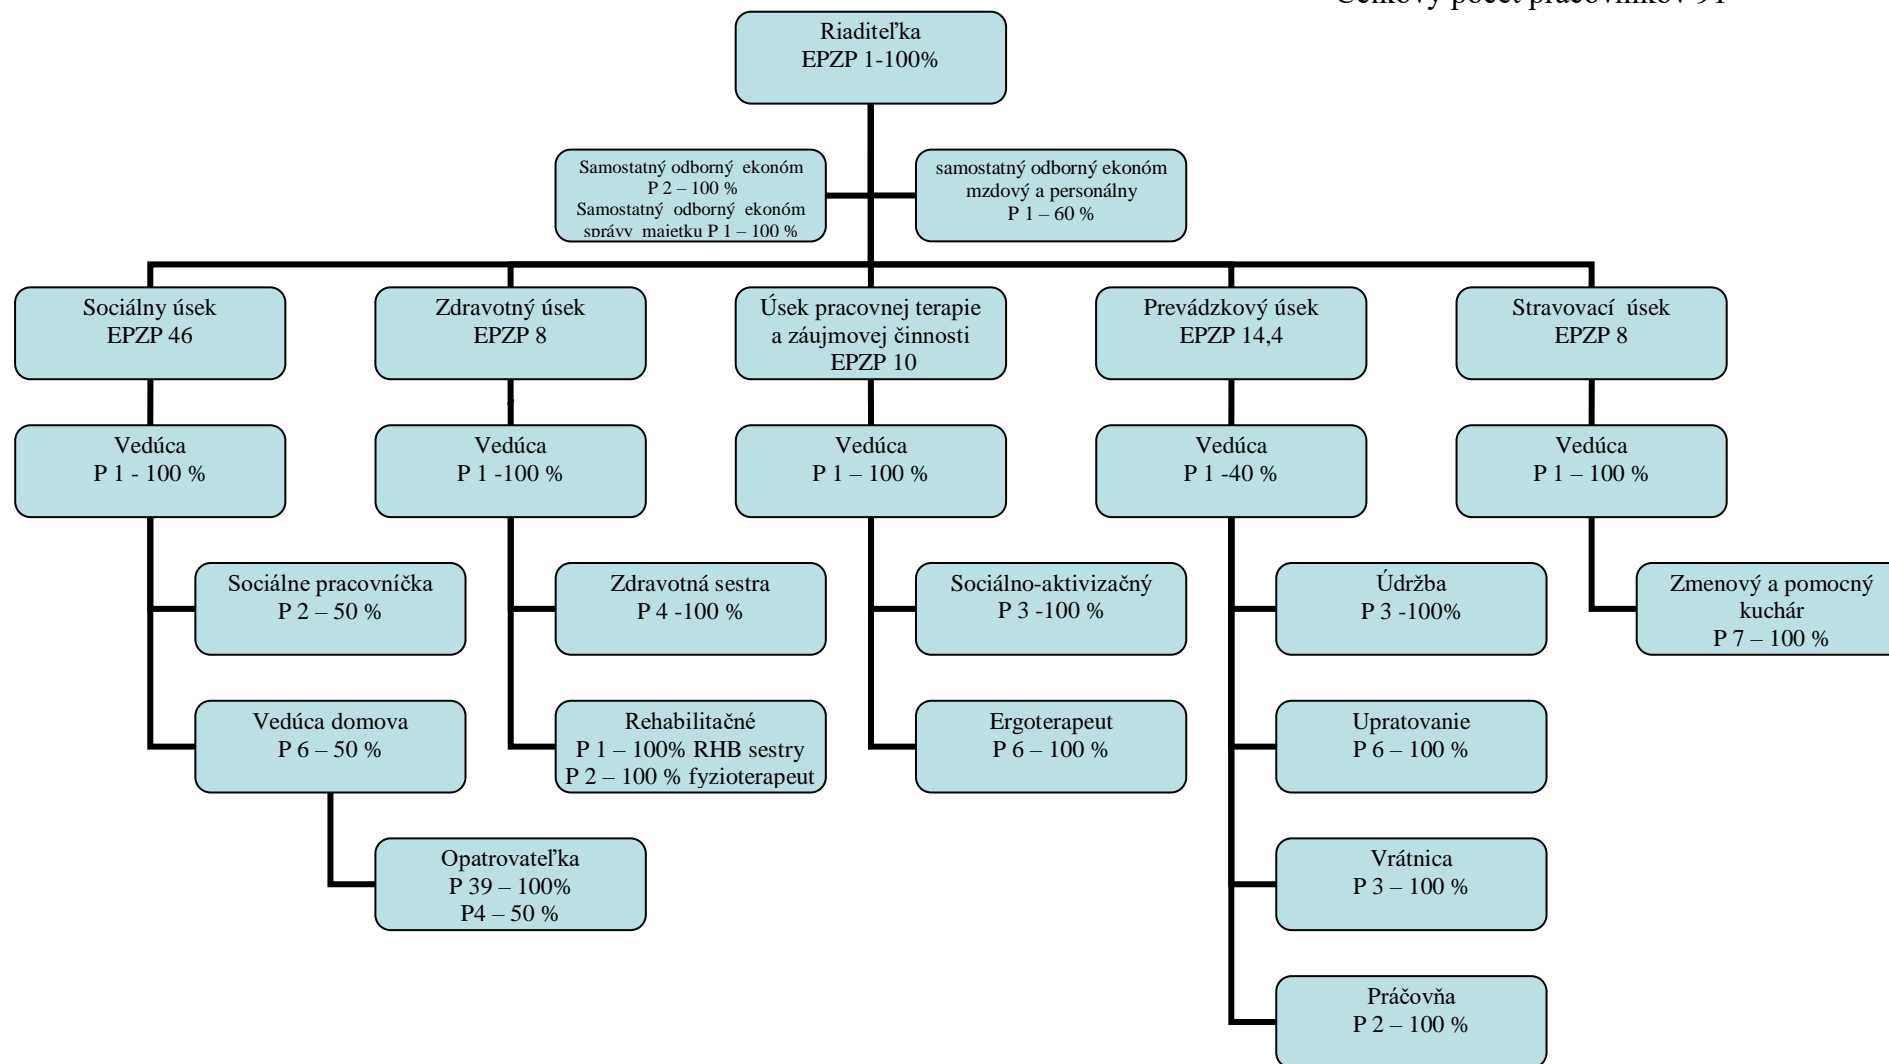 Celkový počet pracovníkov 91
Riaditeľka
EPZP 1-100%
Samostatný odborný ekonóm
P 2 – 100 %
Samostatný odborný ekonóm
správy majetku P 1 – 100 %
samostatný odborný ekonóm
mzdový a personálny
P 1 – 60 %
Sociálny úsek
EPZP 46
Zdravotný úsek
EPZP 8
Úsek pracovnej terapie
a záujmovej činnosti
EPZP 10
Prevádzkový úsek
EPZP 14,4
Stravovací úsek
EPZP 8
Vedúca
P 1 - 100 %
Vedúca
P 1 -100 %
Vedúca
P 1 – 100 %
Vedúca
P 1 -40 %
Vedúca
P 1 – 100 %
Sociálne pracovníčka
P 2 – 50 %
Zdravotná sestra
P 4 -100 %
Sociálno-aktivizačný
P 3 -100 %
Údržba
P 3 -100%
Zmenový a pomocný
kuchár
P 7 – 100 %
Vedúca domova
P 6 – 50 %
Rehabilitačné
P 1 – 100% RHB sestry
P 2 – 100 % fyzioterapeut
Ergoterapeut
P 6 – 100 %
Upratovanie
P 6 – 100 %
Opatrovateľka
P 39 – 100%
P4 – 50 %
Vrátnica
P 3 – 100 %
Práčovňa
P 2 – 100 %